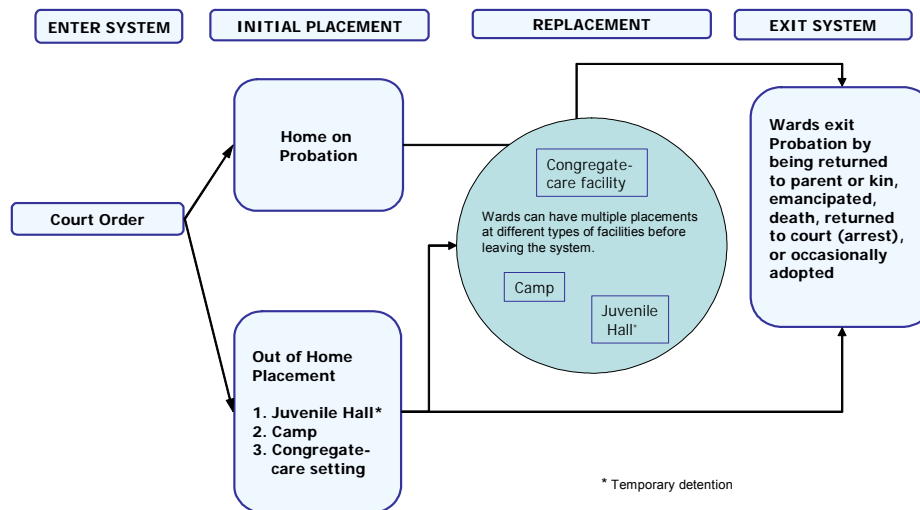 ENTER SYSTEM
INITIAL PLACEMENT
REPLACEMENT
EXIT SYSTEM
Court Order
Home on
Probation
Out of Home
Placement
1. Juvenile Hall*
2. Camp
3. Congregate-
care setting
Congregate-
care facility
Wards can have multiple placements
at different types of facilities before
leaving the system.
Camp
Juvenile
Hall*
Wards exit
Probation by
being returned
to parent or kin,
emancipated,
death, returned
to court (arrest),
or occasionally
adopted
* Temporary detention